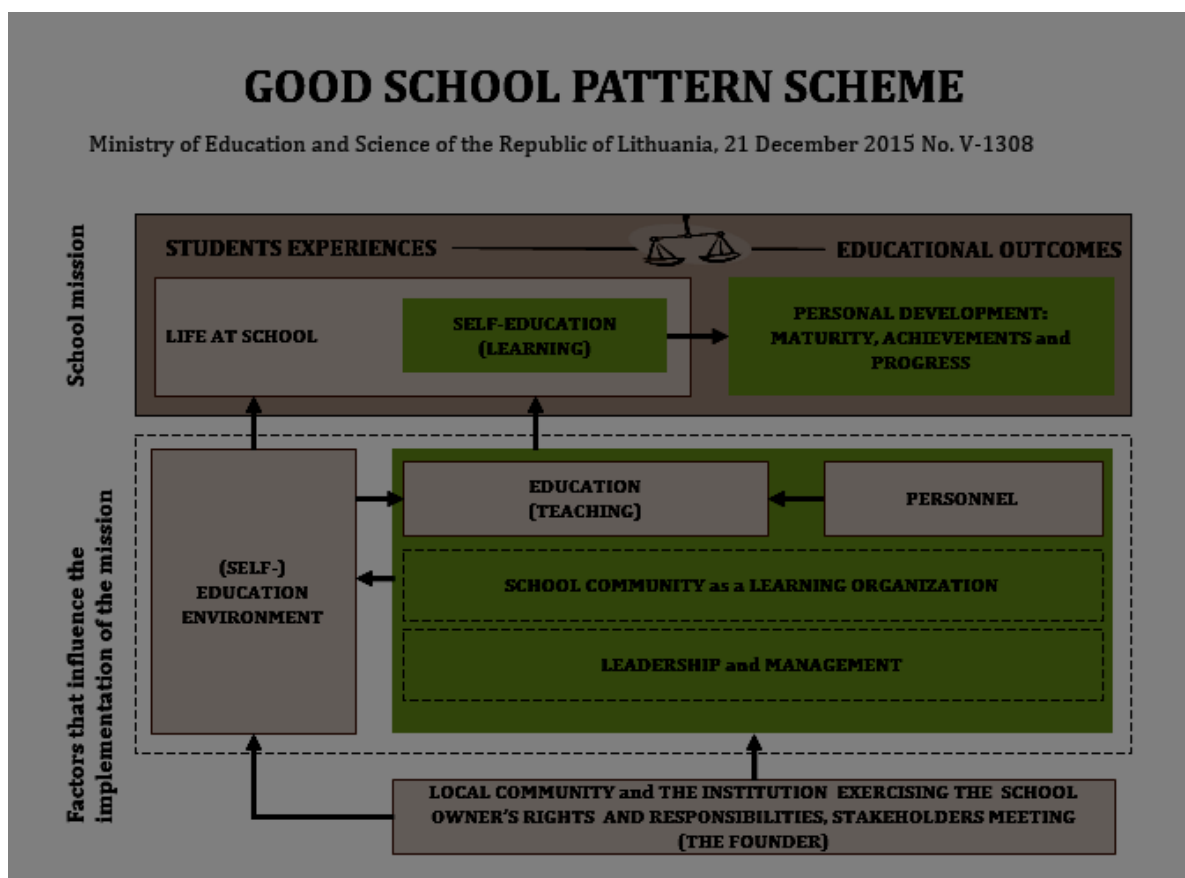 GOOD SCHOOL PATTERN SCHEME
Ministry of Education and Science of the Republic of Lithuania, 21 December 2015 No. V-1308
School mission
STUDENTS EXPERIENCES
EDUCATIONAL OUTCOMES
LIFE AT SCHOOL
SELF-EDUCATION
(LEARNING)
PERSONAL DEVELOPMENT:
MATURITY, ACHIEVEMENTS and
PROGRESS
Factors that influence the
implementation of the mission
(SELF-)
EDUCATION
ENVIRONMENT
EDUCATION
(TEACHING)
PERSONNEL
SCHOOL COMMUNITY as a LEARNING ORGANIZATION
LEADERSHIP and MANAGEMENT
LOCAL COMMUNITY and THE INSTITUTION EXERCISING THE SCHOOL
OWNER'S RIGHTS AND RESPONSIBILITIES, STAKEHOLDERS MEETING
(THE FOUNDER)